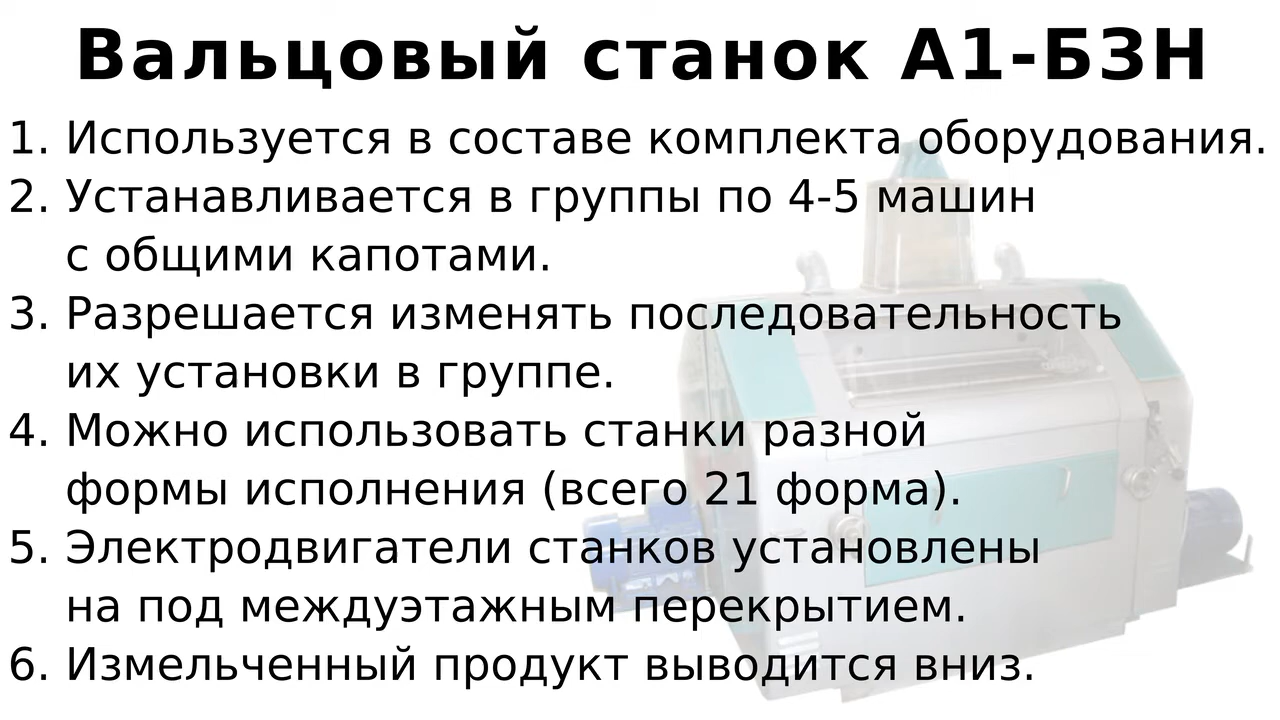 Вальцовый станок А1-БЗН
1. Используется в составе комплекта оборудования.
2. Устанавливается в группы по 4-5 машин
с общими капотами.
3. Разрешается изменять последовательность
их установки в группе.
4. Можно использовать станки разной
формы исполнения (всего 21 форма).
5. Электродвигатели станков установлены
на под междуэтажным перекрытием.
6. Измельченный продукт выводится вниз.